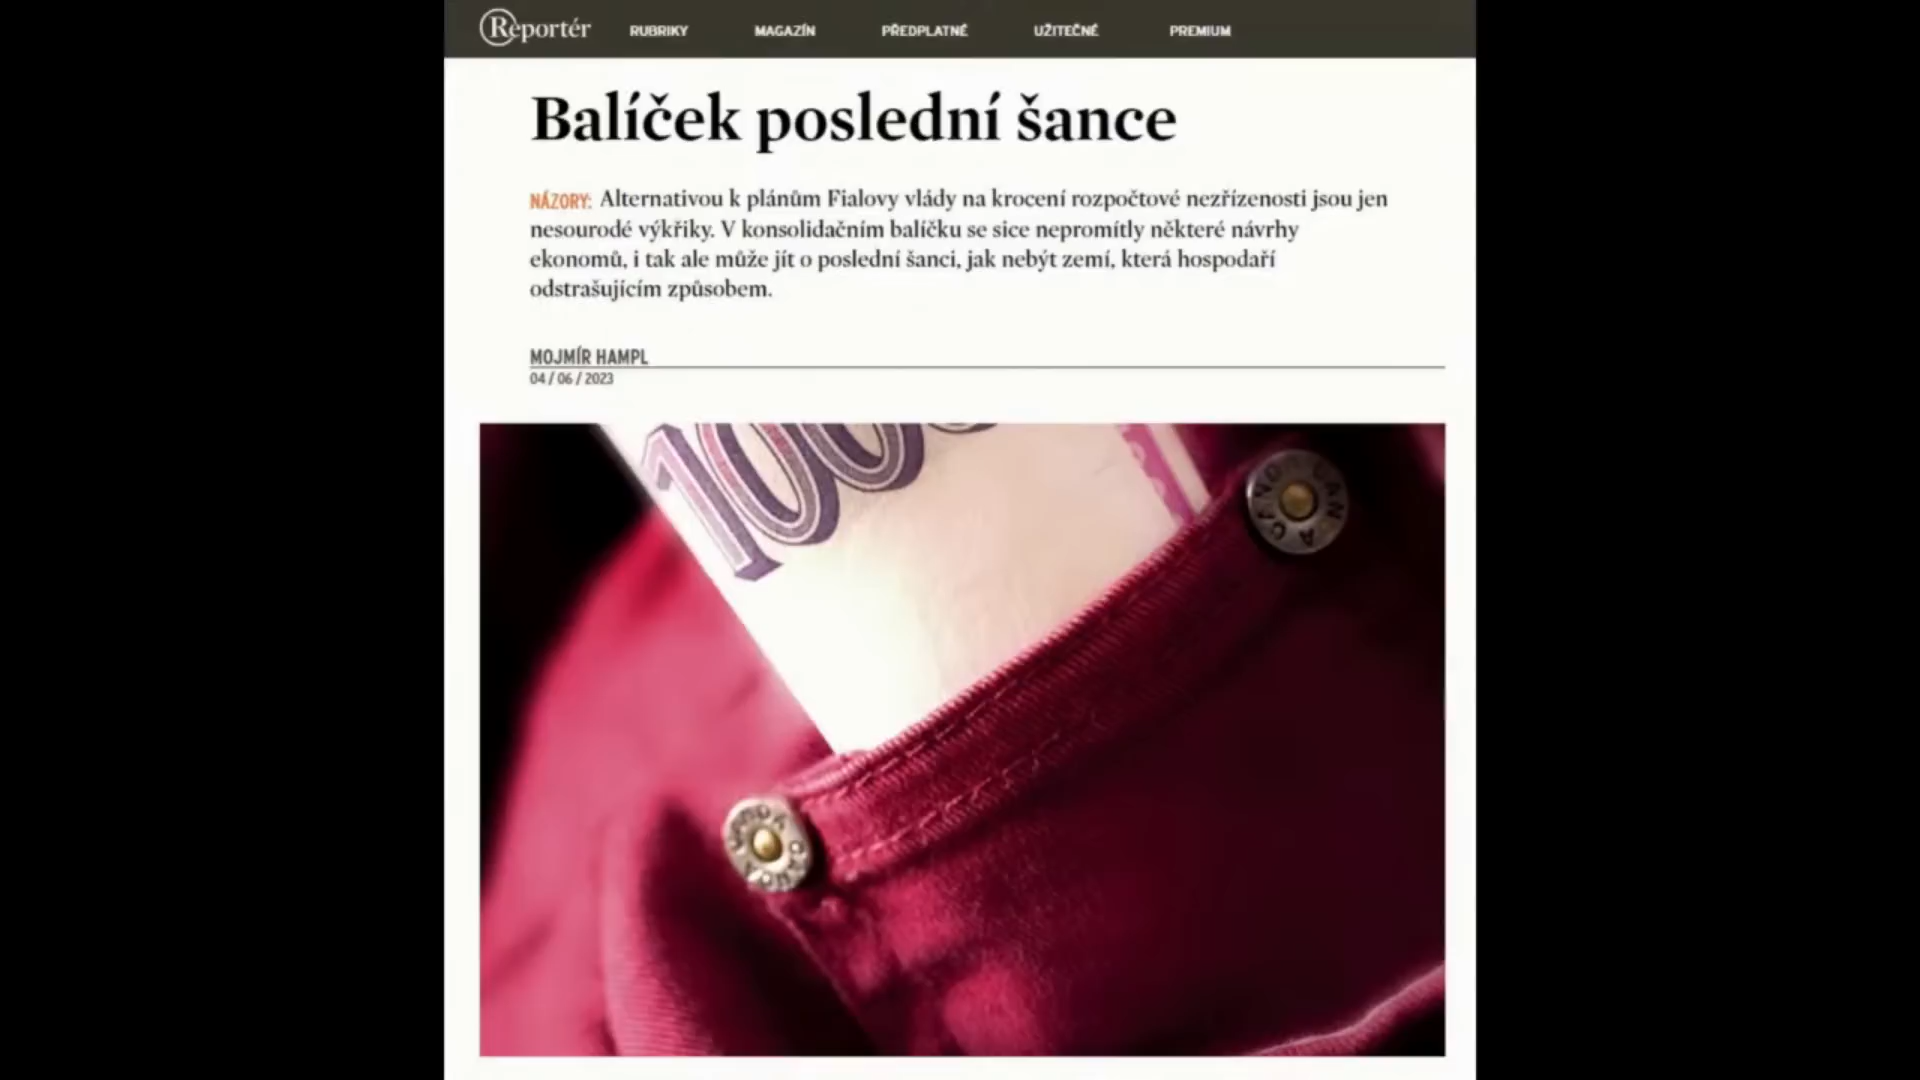 Reportér RUBRIKY MAGAZÍN PŘEDPLATNÉ UŽITEČNÉ PREMIUM
Balíček poslední šance
NÁZORY: Alternativou k plánům Fialovy vlády na krocení rozpočtové nezřízenosti jsou jen
nesourodé výkřiky. V konsolidačním balíčku se sice nepromítly některé návrhy
ekonomů, i tak ale může jít o poslední šanci, jak nebýt zemí, která hospodaří
odstrašujícím způsobem.
MOJMÍR HAMPL
04 / 06 / 2023